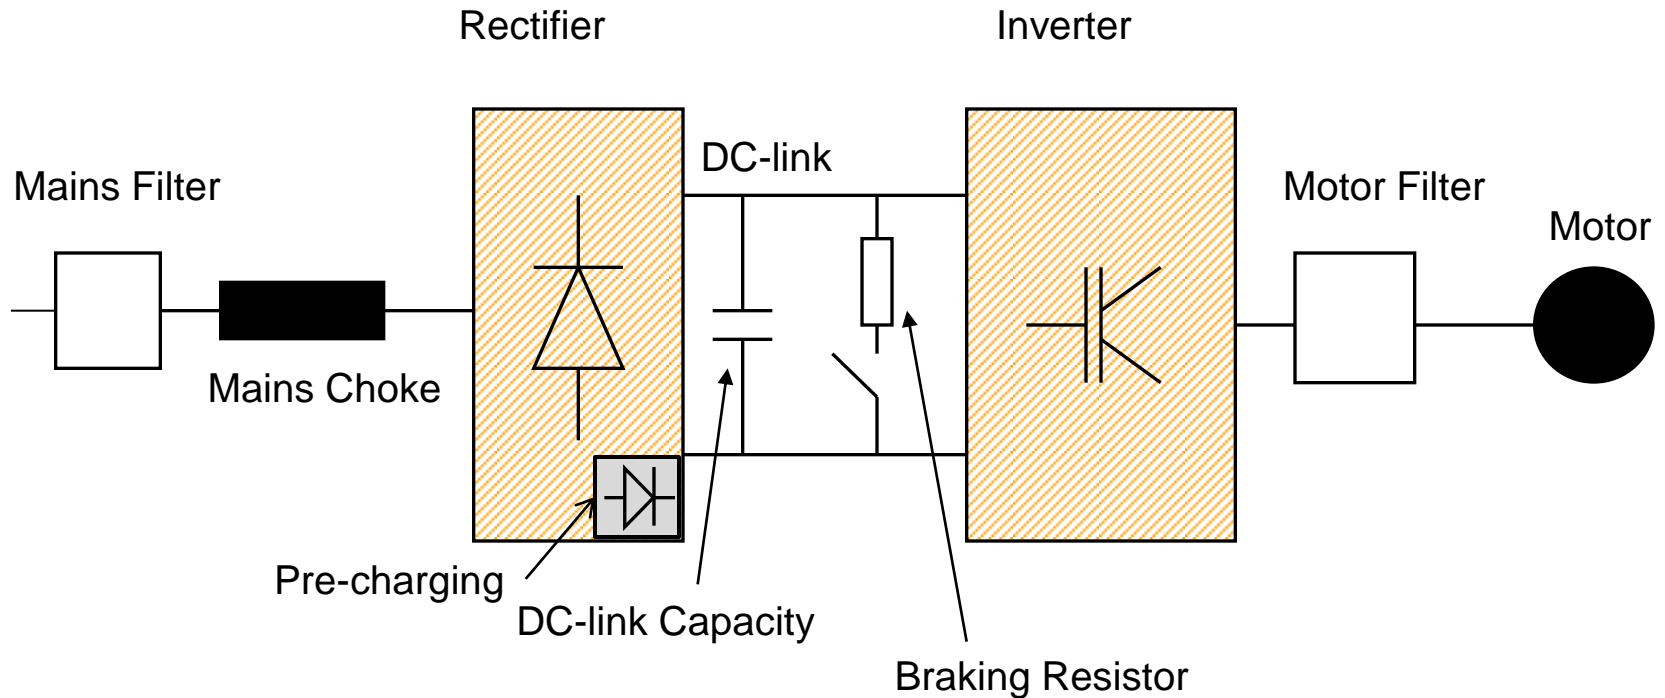 Rectifier
Inverter
DC-link
Mains Filter
Motor Filter
Motor
Mains Choke
Pre-charging
DC-link Capacity
Braking Resistor